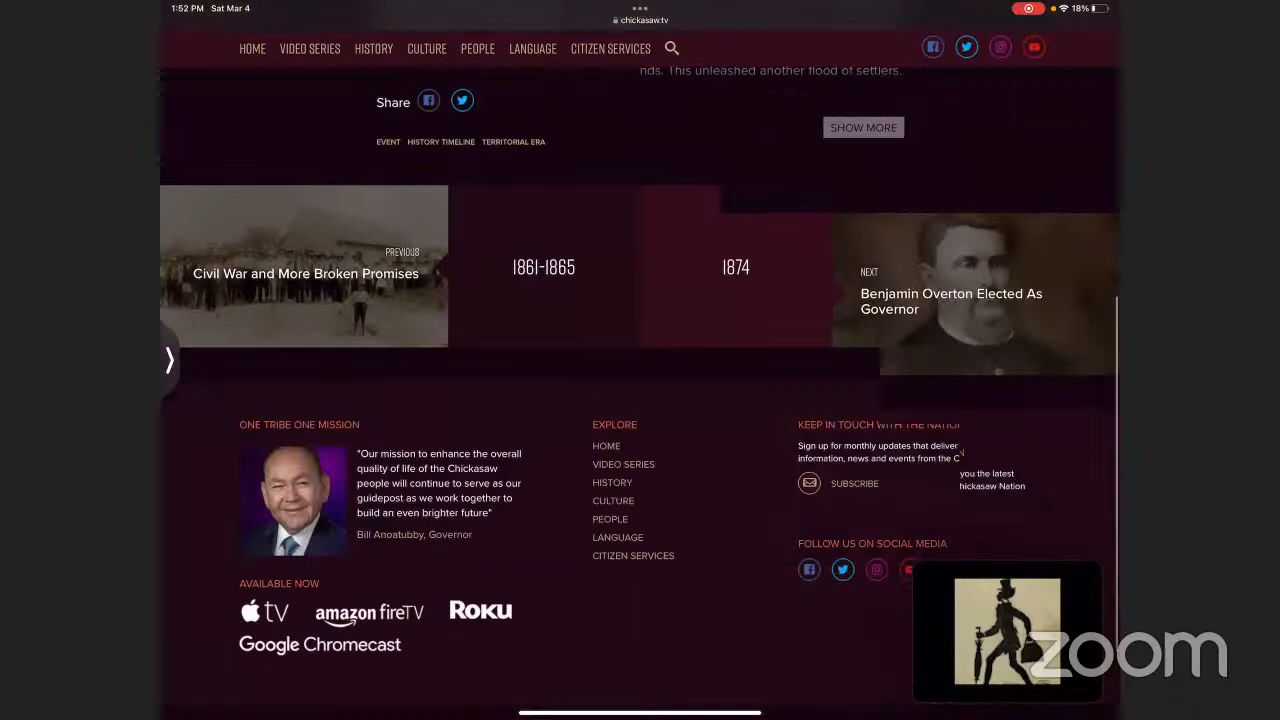 1:52 PM Sat Mar 4
chickasaw.tv
18%
HOME VIDEO SERIES HISTORY CULTURE PEOPLE LANGUAGE CITIZEN SERVICES
nds. This unleashed another flood of settlers.
Share
SHOW MORE
EVENT HISTORY TIMELINE TERRITORIAL ERA
PREVIOUS
Civil War and More Broken Promises
1861-1865
1874
NEXT
Benjamin Overton Elected As
Governor
ONE TRIBE ONE MISSION
"Our mission to enhance the overall
quality of life of the Chickasaw
people will continue to serve as our
guidepost as we work together to
build an even brighter future"
Bill Anoatubby, Governor
AVAILABLE NOW
tv
amazon fireTV
Roku
Google Chromecast
EXPLORE
HOME
VIDEO SERIES
HISTORY
CULTURE
PEOPLE
LANGUAGE
CITIZEN SERVICES
KEEP IN TOUCH WITH THE NATION
Sign up for monthly updates that deliver
you the latest
information, news and events from the C
hickasaw Nation
SUBSCRIBE
FOLLOW US ON SOCIAL MEDIA
zoom